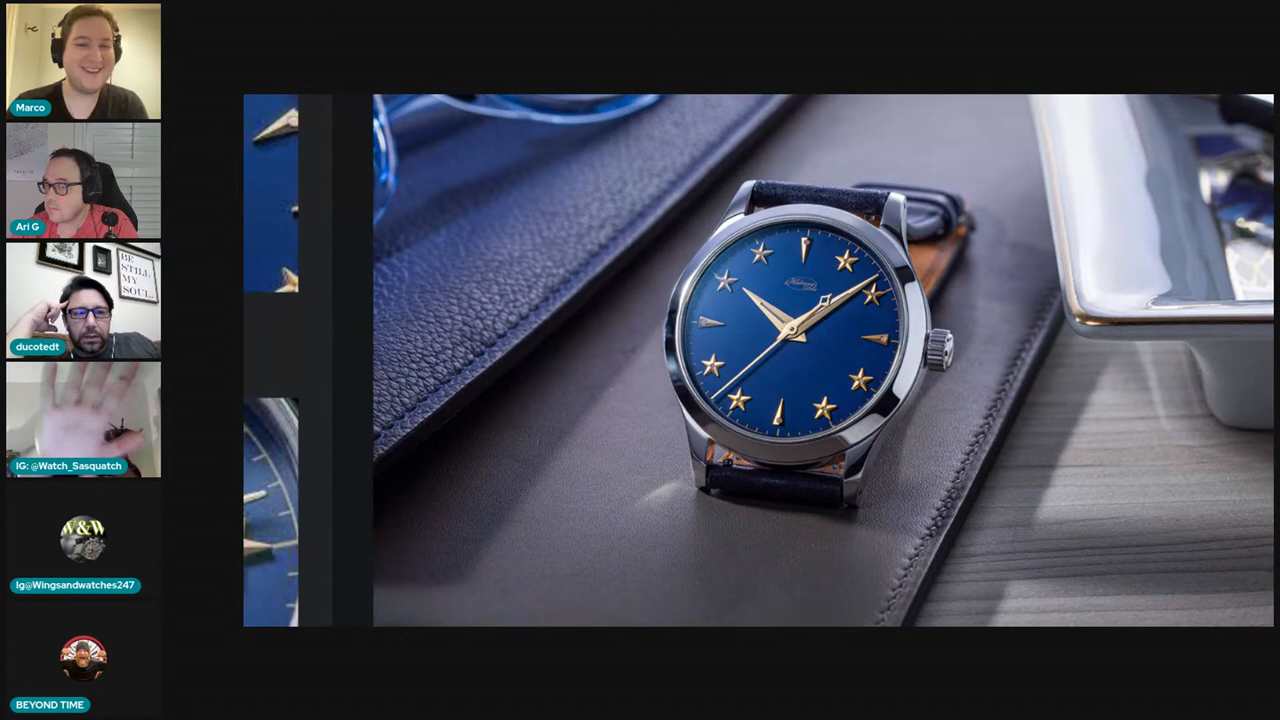 Marco
Ari G
BE
STILL
MY
SOUL.
ducotedt
IG: @Watch_Sasquatch
W&W
Ig@Wingsandwatches247
BEYOND TIME